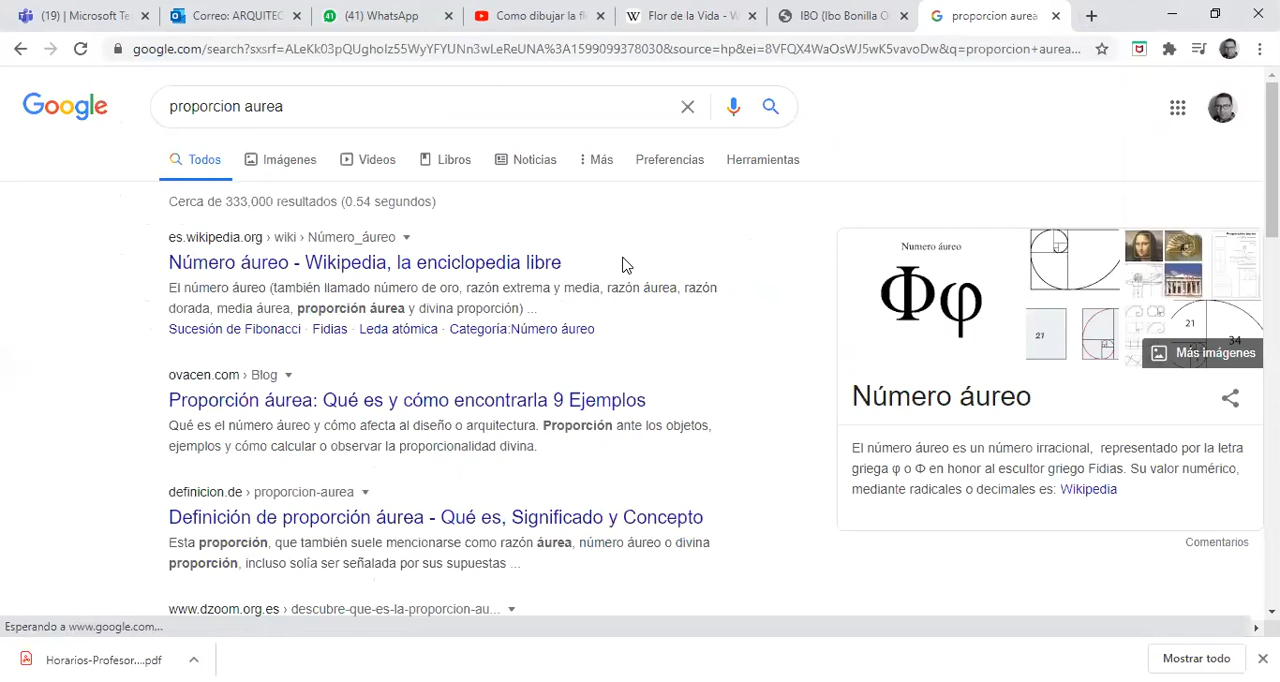 (19) | Microsoft Te
Correo: ARQUITEC
(41) WhatsApp
Como dibujar la fl
Flor de la Vida - W
IBO (Ibo Bonilla O
proporcion aurea
google.com/search?sxsrf=ALeKk03pQUgholz55WyYFYUNn3wLeReUNA%3A1599099378030&source=hp&ei=8VFQX4WaOsWJ5wK5vavoDw&q=proporcion+aurea...
Google
proporcion aurea
Todos
Imágenes
Videos
Libros
Noticias
Más
Preferencias
Herramientas
Cerca de 333,000 resultados (0.54 segundos)
es.wikipedia.org › wiki › Número_áureo
Número áureo - Wikipedia, la enciclopedia libre
El número áureo (también llamado número de oro, razón extrema y media, razón áurea, razón
dorada, media áurea, proporción áurea y divina proporción) ...
Sucesión de Fibonacci · Fidias · Leda atómica · Categoría:Número áureo
ovacen.com › Blog
Proporción áurea: Qué es y cómo encontrarla 9 Ejemplos
Qué es el número áureo y cómo afecta al diseño o arquitectura. Proporción ante los objetos,
ejemplos y cómo calcular o observar la proporcionalidad divina.
definicion.de › proporcion-aurea
Definición de proporción áurea - Qué es, Significado y Concepto
Esta proporción, que también suele mencionarse como razón áurea, número áureo o divina
proporción, incluso solía ser señalada por sus supuestas ...
www.dzoom.org.es › descubre-que-es-la-proporcion-au...
Numero áureo
Φφ
21
21
34
Más imágenes
Número áureo
El número áureo es un número irracional, representado por la letra
griega φ o Φ en honor al escultor griego Fidias. Su valor numérico,
mediante radicales o decimales es: Wikipedia
Comentarios
Esperando a www.google.com...
Horarios-Profesor....pdf
Mostrar todo